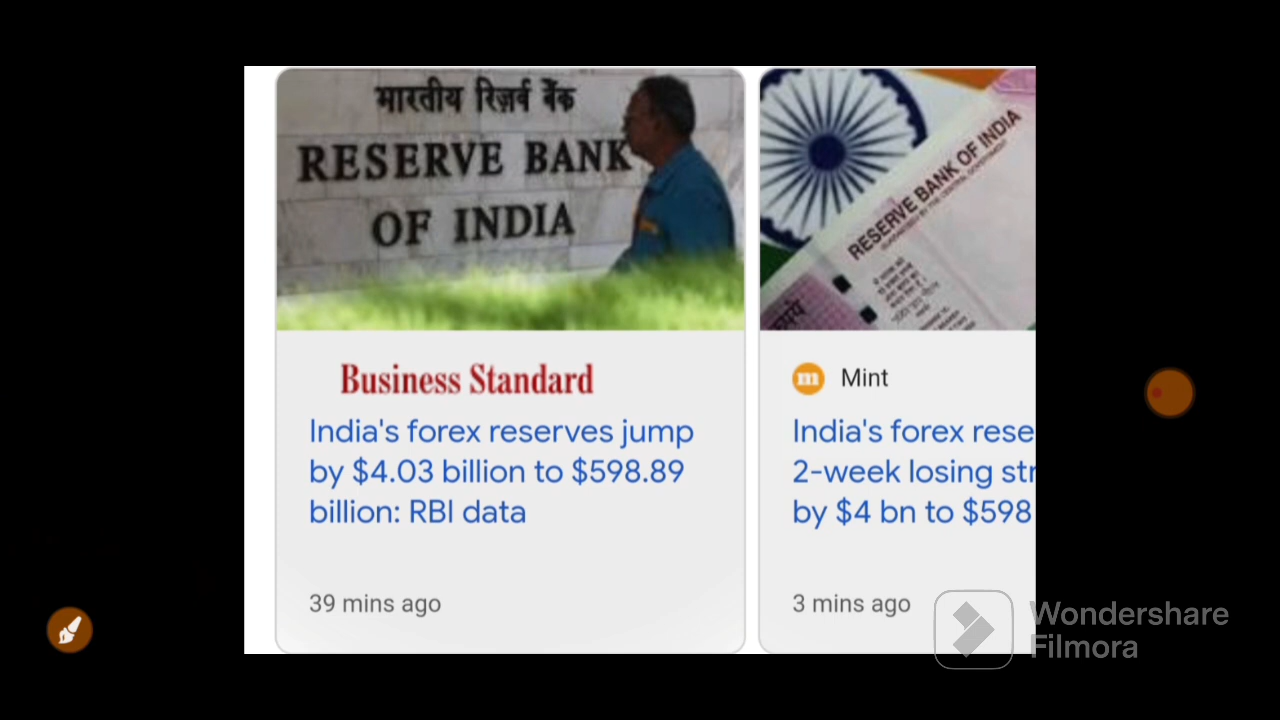 भारतीय रिज़र्व बैंक
RESERVE BANK
OF INDIA
Business Standard
India's forex reserves jump
by $4.03 billion to $598.89
billion: RBI data
39 mins ago
RESERVE BANK OF INDIA
m Mint
India's forex rese
2-week losing str
by $4 bn to $598
3 mins ago
Wondershare
Filmora